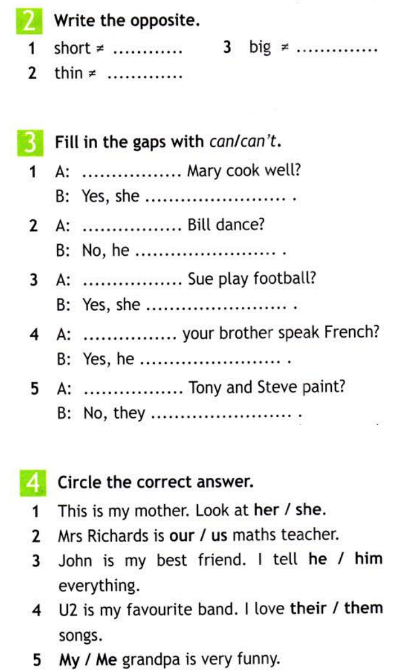 2 Write the opposite.
1 short ≠ ............ 3 big ≠ ..............
2 thin ≠ .............
3 Fill in the gaps with can/can't.
1 A: ................. Mary cook well?
B: Yes, she ........................ .
2 A: ................. Bill dance?
B: No, he ........................ .
3 A: ................. Sue play football?
B: Yes, she ........................ .
4 A: ................ your brother speak French?
B: Yes, he ........................ .
5 A: ................. Tony and Steve paint?
B: No, they ........................ .
4 Circle the correct answer.
1 This is my mother. Look at her / she.
2 Mrs Richards is our / us maths teacher.
3 John is my best friend. I tell he / him
everything.
4 U2 is my favourite band. I love their / them
songs.
5 My / Me grandpa is very funny.